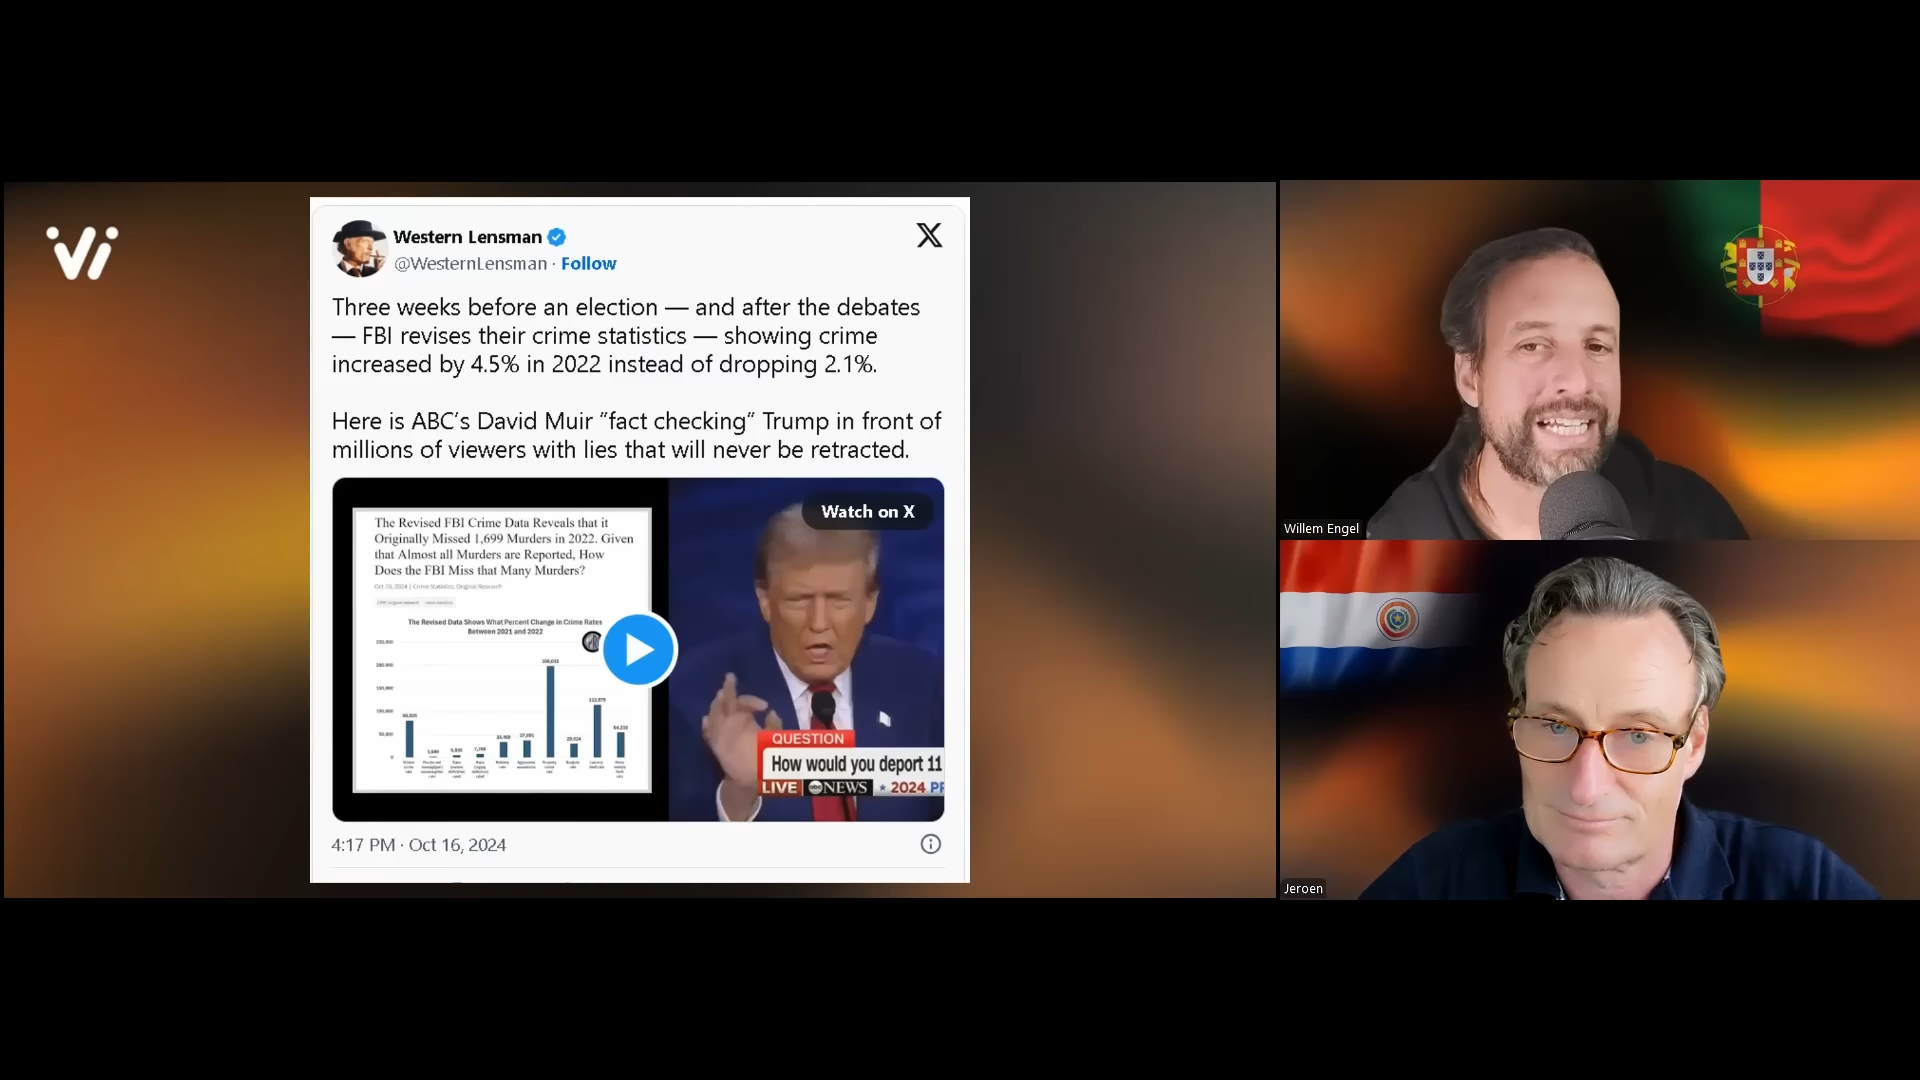 Western Lensman
@WesternLensman · Follow
Three weeks before an election — and after the debates
— FBI revises their crime statistics — showing crime
increased by 4.5% in 2022 instead of dropping 2.1%.
Here is ABC’s David Muir “fact checking” Trump in front of
millions of viewers with lies that will never be retracted.
Watch on X
The Revised FBI Crime Data Reveals that it
Originally Missed 1,699 Murders in 2022. Given
that Almost all Murders are Reported, How
Does the FBI Miss that Many Murders?
The Revised Data Shows What Percent Change in Crime Rates
Between 2021 and 2022
QUESTION
How would you deport 11
LIVE abc NEWS ★ 2024
4:17 PM · Oct 16, 2024
Willem Engel
Jeroen